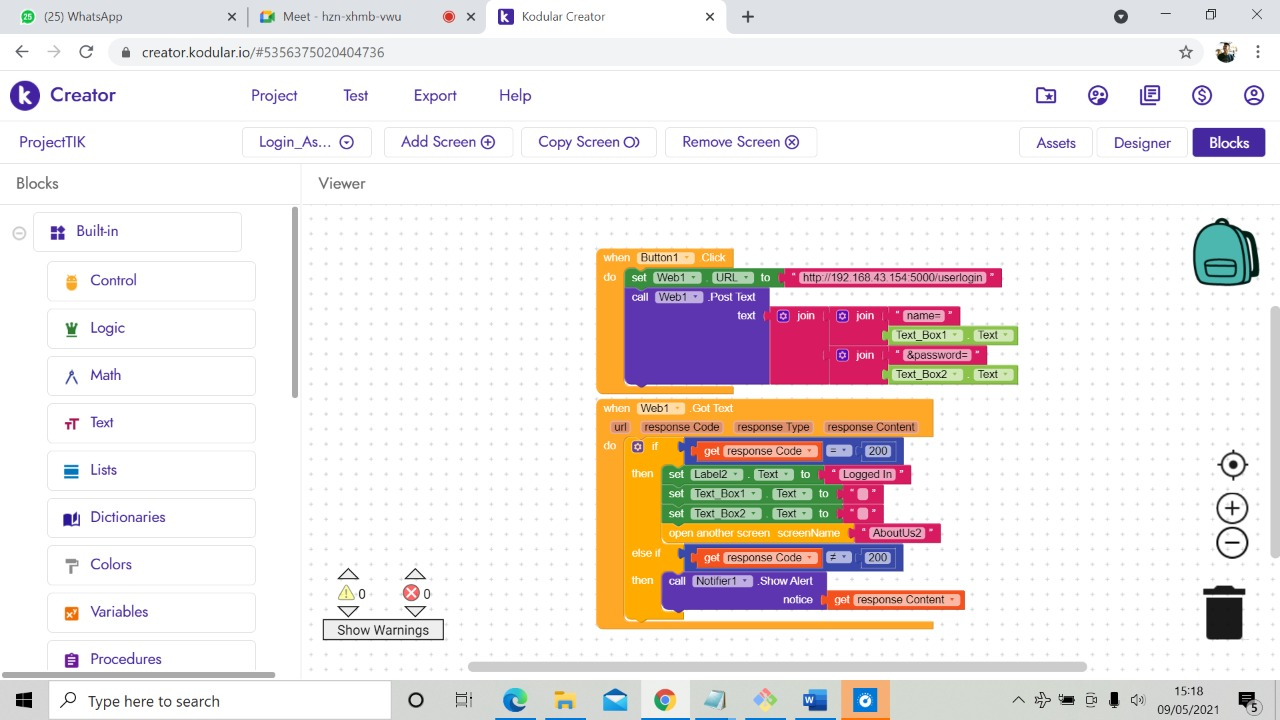 (25) WhatsApp
Meet - hzn-xhmb-vwu
Kodular Creator
creator.kodular.io/#5356375020404736
Creator
Project
Test
Export
Help
ProjectTIK
Login_As...
Add Screen
Copy Screen
Remove Screen
Assets
Designer
Blocks
Blocks
Viewer
Built-in
Control
Logic
Math
Text
Lists
Dictionaries
Colors
Variables
Procedures
when Button1 . Click
do set Web1 . URL to " http://192.168.43.154:5000/userlogin "
call Web1 .Post Text
text join join " name= "
Text_Box1 . Text
join " &password= "
Text_Box2 . Text
when Web1 .Got Text
url response Code response Type response Content
do if get response Code = 200
then set Label2 . Text to " Logged In "
set Text_Box1 . Text to " "
set Text_Box2 . Text to " "
open another screen screenName " AboutUs2 "
else if get response Code ≠ 200
then call Notifier1 .Show Alert
notice get response Content
0
0
Show Warnings
Type here to search
15:18
09/05/2021
5